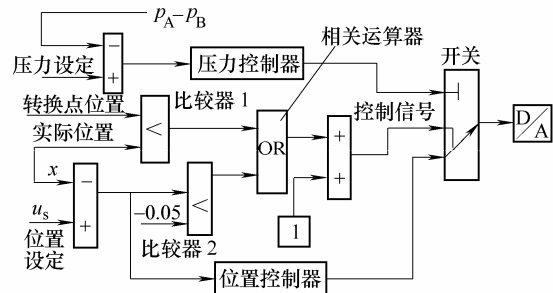 p_A−p_B
相关运算器
开关
压力设定
−
+
压力控制器
转换点位置
比较器 1
实际位置
<
OR
+
+
控制信号
D/A
x
−
+
u_s
位置
设定
−0.05
<
比较器 2
1
位置控制器